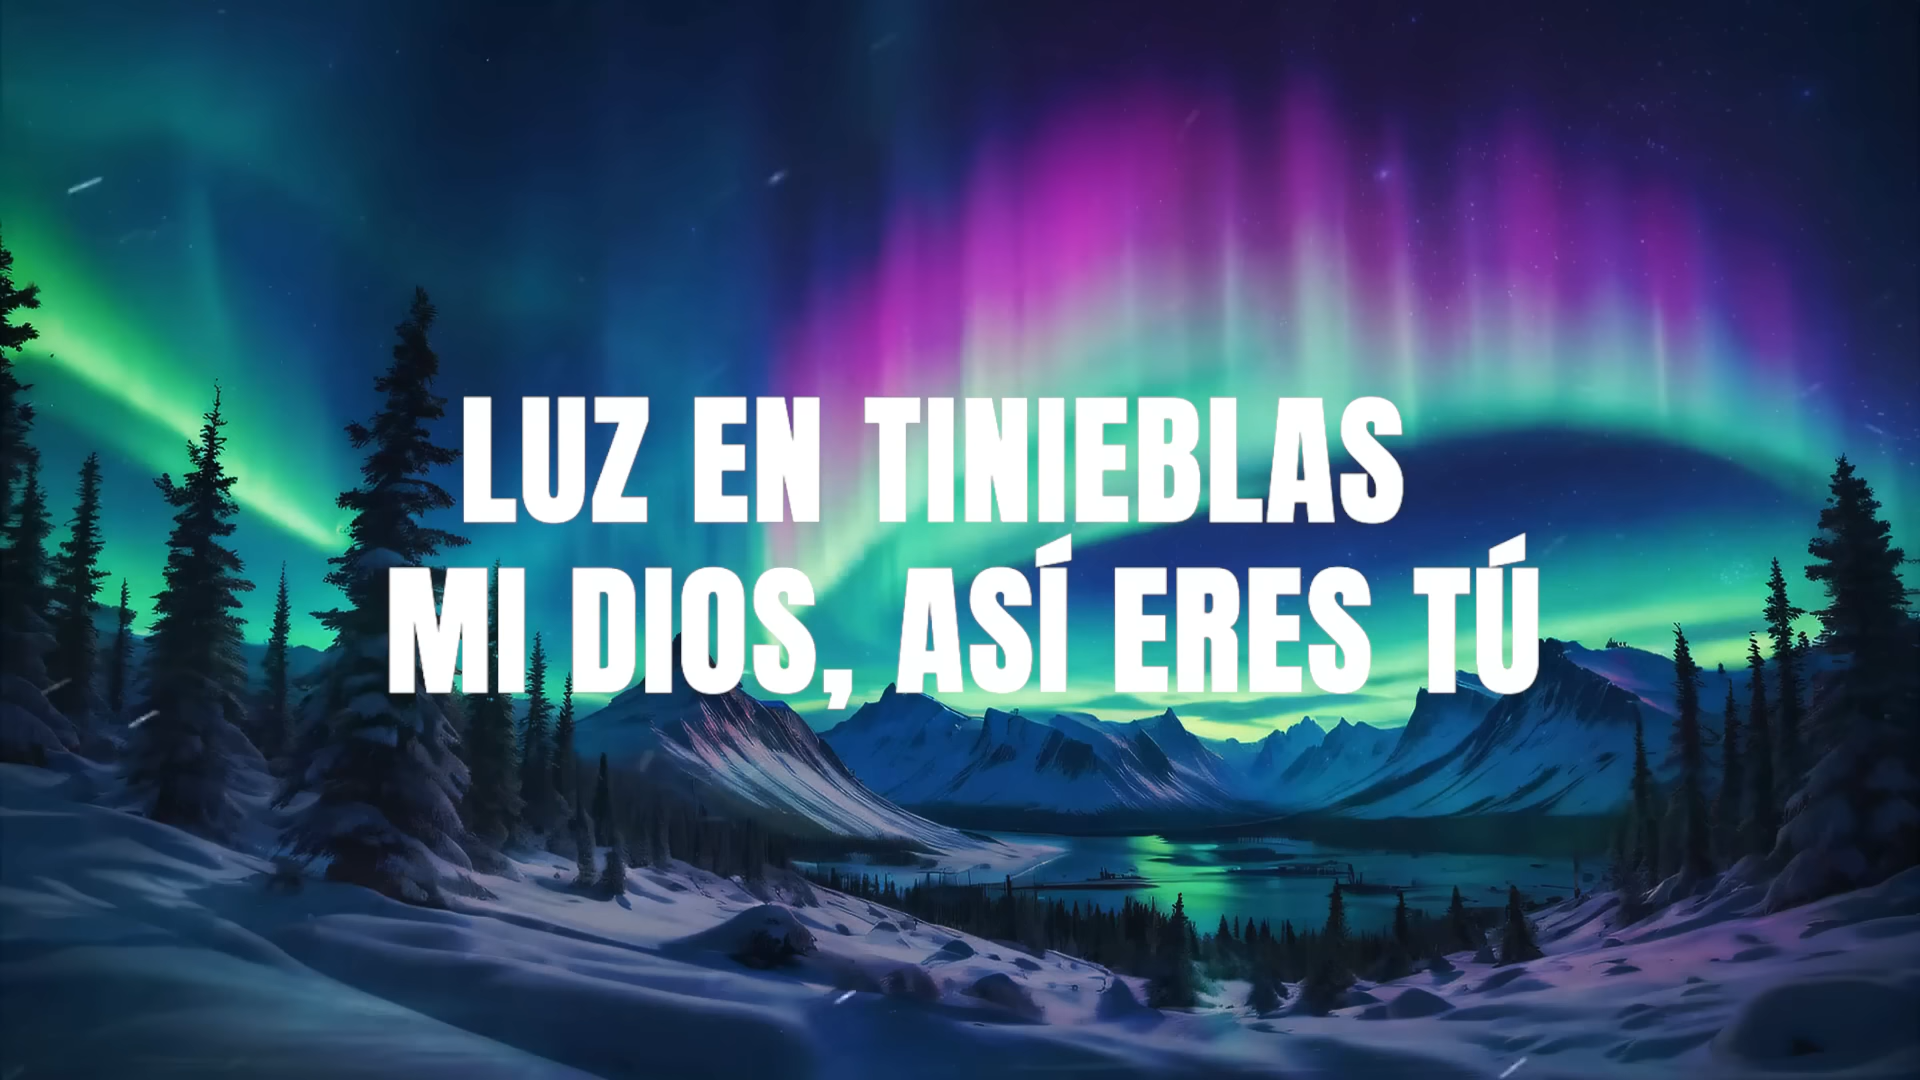 LUZ EN TINIEBLAS
MI DIOS, ASÍ ERES TÚ